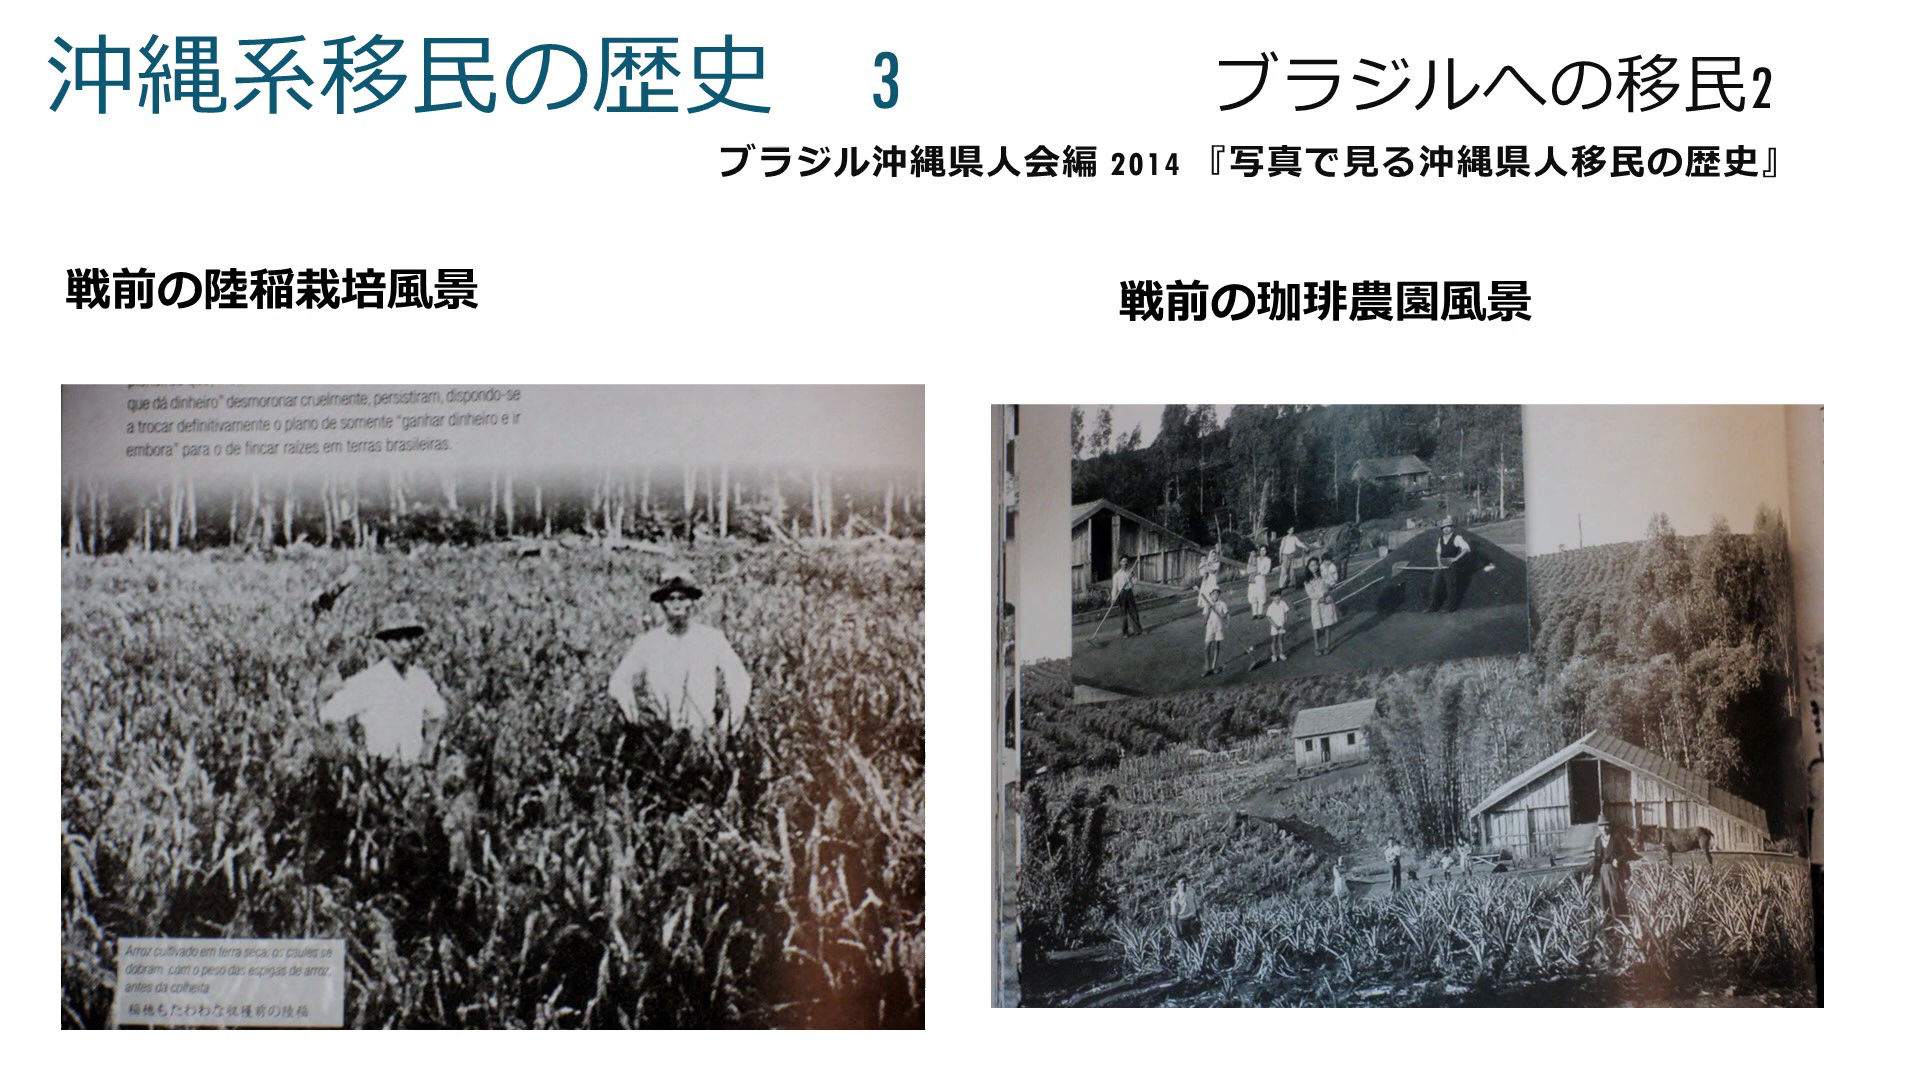 沖縄系移民の歴史 3
ブラジルへの移民2
ブラジル沖縄県人会編 2014 『写真で見る沖縄県人移民の歴史』
戦前の陸稲栽培風景
戦前の珈琲農園風景
que dá dinheiro” desmoronar cruelmente, persistiram, dispondo-se
a trocar definitivamente o plano de somente “ganhar dinheiro e ir
embora” para o de fincar raízes em terras brasileiras.
Arroz cultivado em terra seca: os caules se
dobram com o peso das espigas de arroz,
antes da colheita
稲穂もたわわな収穫前の陸稲